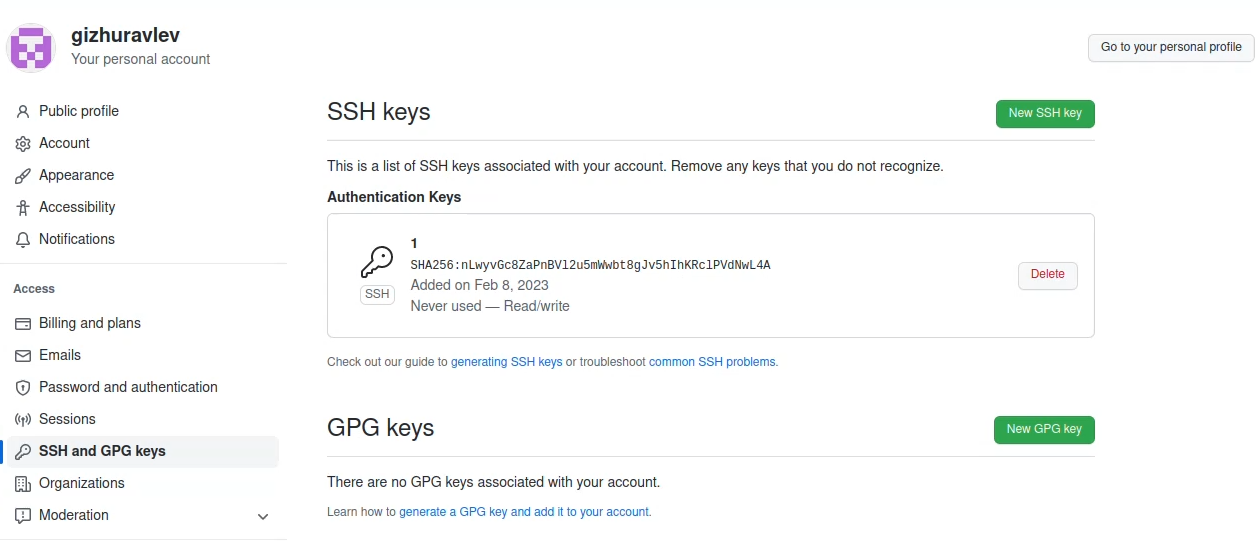 gizhuravlev
Your personal account
Go to your personal profile
Public profile
Account
Appearance
Accessibility
Notifications
Access
Billing and plans
Emails
Password and authentication
Sessions
SSH and GPG keys
Organizations
Moderation
SSH keys
New SSH key
This is a list of SSH keys associated with your account. Remove any keys that you do not recognize.
Authentication Keys
1
SHA256:nLwyvGc8ZaPnBVl2u5mWwbt8gJv5hIhKRclPVdNwL4A
Added on Feb 8, 2023
Never used — Read/write
SSH
Delete
Check out our guide to generating SSH keys or troubleshoot common SSH problems.
GPG keys
New GPG key
There are no GPG keys associated with your account.
Learn how to generate a GPG key and add it to your account.